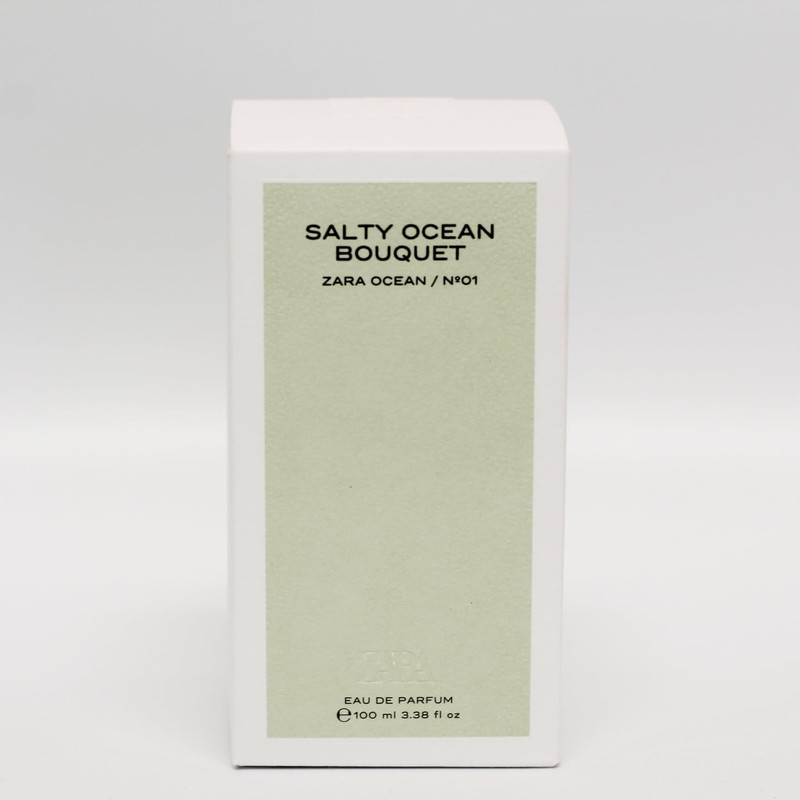 SALTY OCEAN
BOUQUET
ZARA OCEAN / Nº01
ZARA
EAU DE PARFUM
℮100 ml 3.38 fl oz